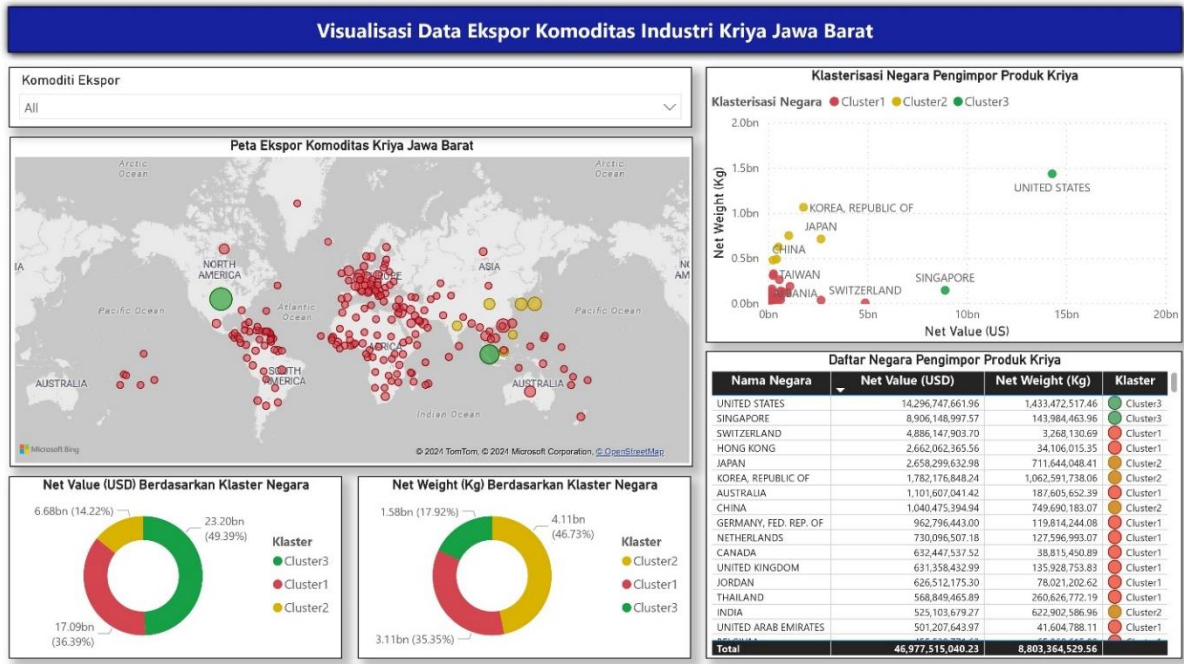 Visualisasi Data Ekspor Komoditas Industri Kriya Jawa Barat
Komoditi Ekspor
All
Peta Ekspor Komoditas Kriya Jawa Barat
Arctic
Ocean
Arctic
Ocean
IA
NORTH
AMERICA
EUROPE
ASIA
NO
AM
Pacific Ocean
Atlantic
Ocean
Pacific Ocean
AFRICA
AUSTRALIA
SOUTH
AMERICA
AUSTRALIA
Indian Ocean
Microsoft Bing
© 2024 TomTom, © 2024 Microsoft Corporation, © OpenStreetMap
Net Value (USD) Berdasarkan Klaster Negara
6.68bn (14.22%)
23.20bn
(49.39%)
17.09bn
(36.39%)
Klaster
Cluster3
Cluster1
Cluster2
Net Weight (Kg) Berdasarkan Klaster Negara
1.58bn (17.92%)
4.11bn
(46.73%)
3.11bn (35.35%)
Klaster
Cluster2
Cluster1
Cluster3
Klasterisasi Negara Pengimpor Produk Kriya
Klasterisasi Negara Cluster1 Cluster2 Cluster3
2.0bn
1.5bn
1.0bn
0.5bn
0.0bn
Net Weight (Kg)
UNITED STATES
KOREA, REPUBLIC OF
JAPAN
CHINA
TAIWAN
SINGAPORE
ALBANIA
SWITZERLAND
0bn 5bn 10bn 15bn 20bn
Net Value (US)
Daftar Negara Pengimpor Produk Kriya
Nama Negara Net Value (USD) Net Weight (Kg) Klaster
UNITED STATES 14,296,747,661.96 1,433,472,517.46 Cluster3
SINGAPORE 8,906,148,997.57 143,984,463.96 Cluster3
SWITZERLAND 4,886,147,903.70 3,268,130.69 Cluster1
HONG KONG 2,662,062,365.56 34,106,015.35 Cluster1
JAPAN 2,658,299,632.98 711,644,048.41 Cluster2
KOREA, REPUBLIC OF 1,782,176,848.24 1,062,591,738.06 Cluster2
AUSTRALIA 1,101,607,041.42 187,605,652.39 Cluster1
CHINA 1,040,475,394.94 749,690,183.07 Cluster2
GERMANY, FED. REP. OF 962,796,443.00 119,814,244.08 Cluster1
NETHERLANDS 730,096,507.18 127,596,993.07 Cluster1
CANADA 632,447,537.52 38,815,450.89 Cluster1
UNITED KINGDOM 631,358,432.99 135,928,753.83 Cluster1
JORDAN 626,512,175.30 78,021,202.62 Cluster1
THAILAND 568,849,465.89 260,626,772.19 Cluster1
INDIA 525,103,679.27 622,902,586.96 Cluster2
UNITED ARAB EMIRATES 501,207,643.97 41,604,788.11 Cluster1
Total 46,977,515,040.23 8,803,364,529.56